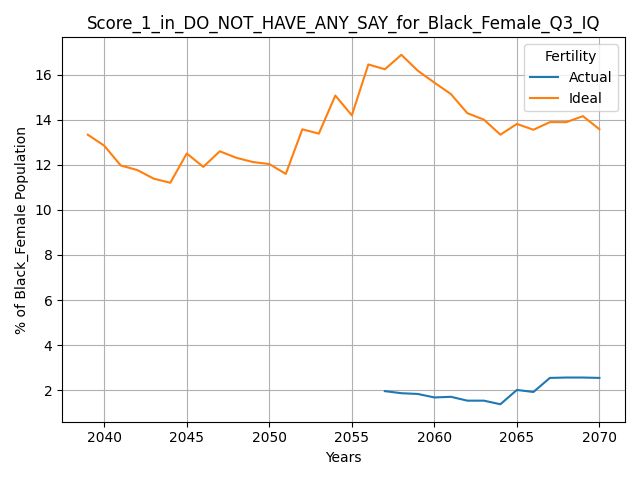 Score_1_in_DO_NOT_HAVE_ANY_SAY_for_Black_Female_Q3_IQ
Fertility
Actual
Ideal
% of Black_Female Population
16
14
12
10
8
6
4
2
2040 2045 2050 2055 2060 2065 2070
Years